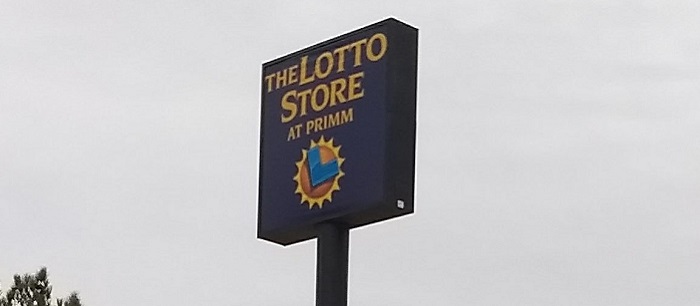 THE LOTTO
STORE
AT PRIMM